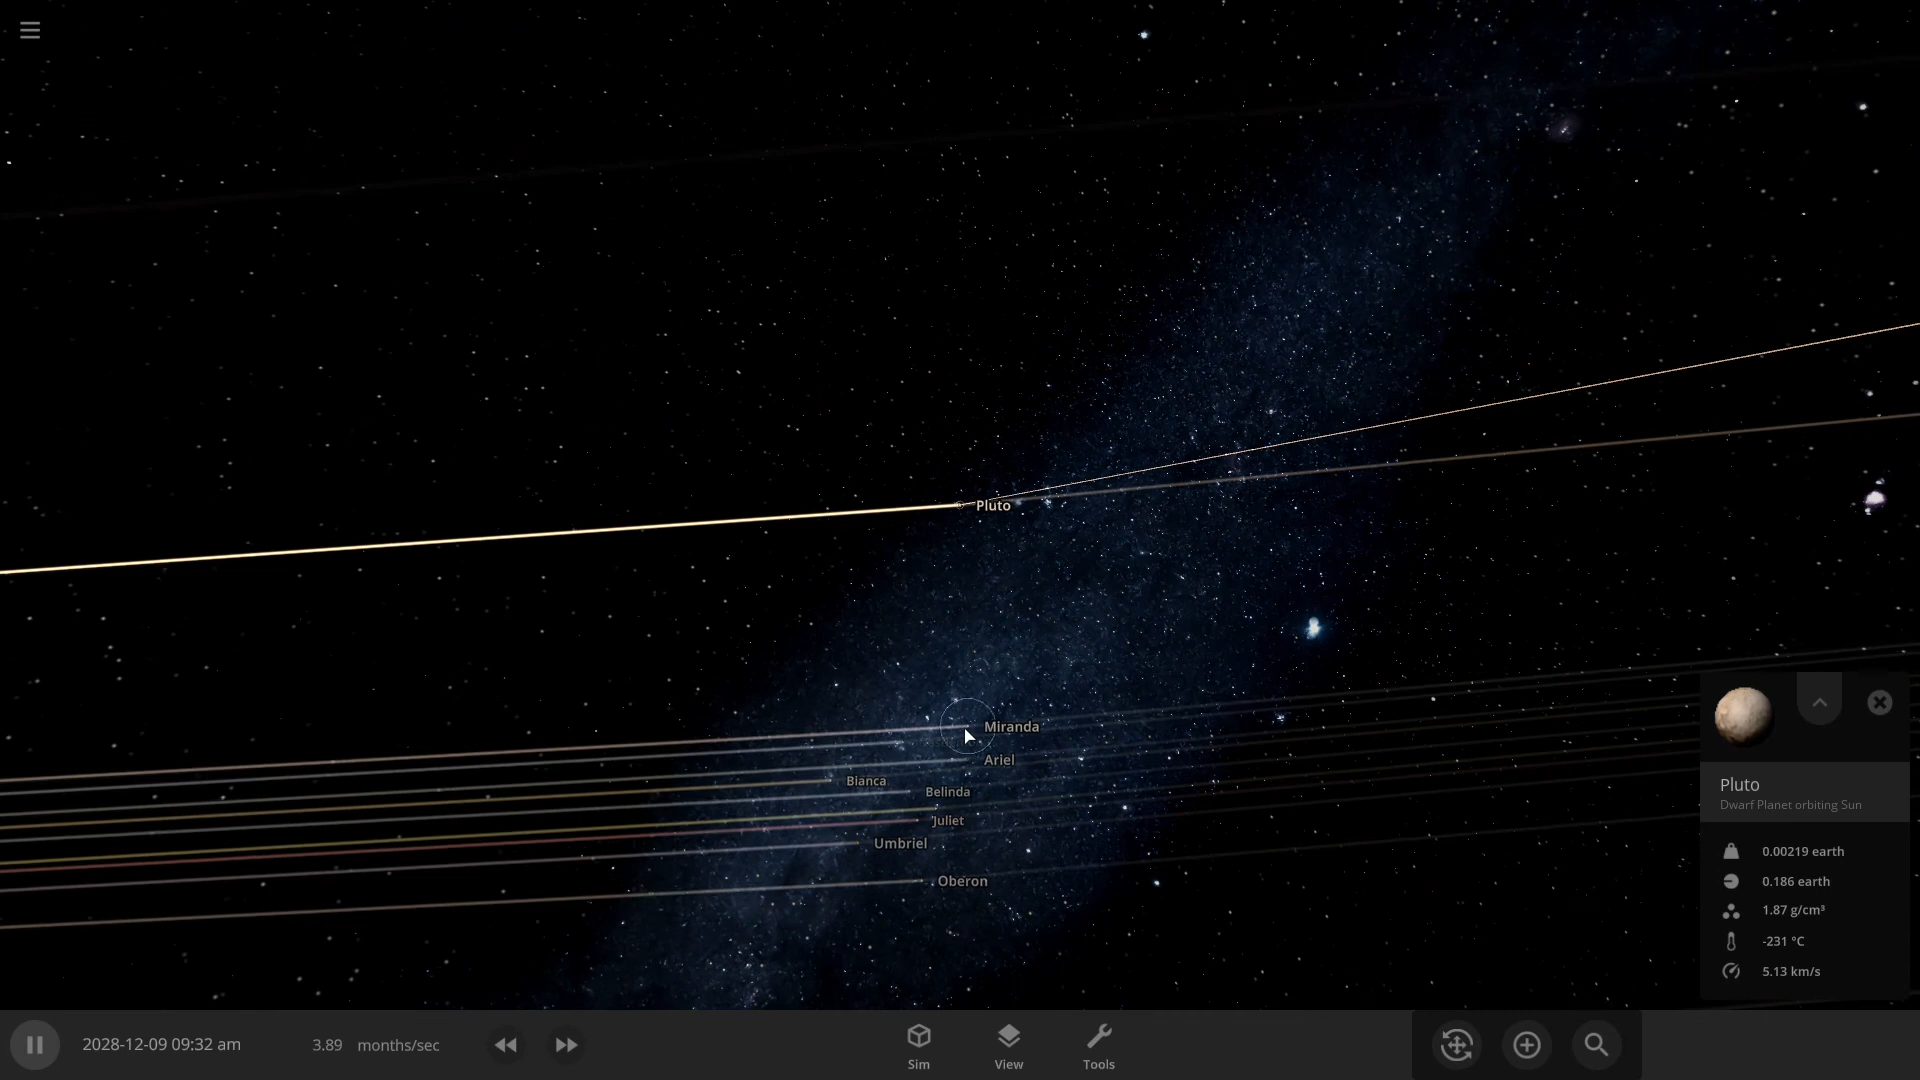 Pluto
Miranda
Ariel
Bianca
Belinda
Juliet
Umbriel
Oberon
Pluto
Dwarf Planet orbiting Sun
0.00219 earth
0.186 earth
1.87 g/cm³
-231 °C
5.13 km/s
2028-12-09 09:32 am
3.89 months/sec
Sim
View
Tools